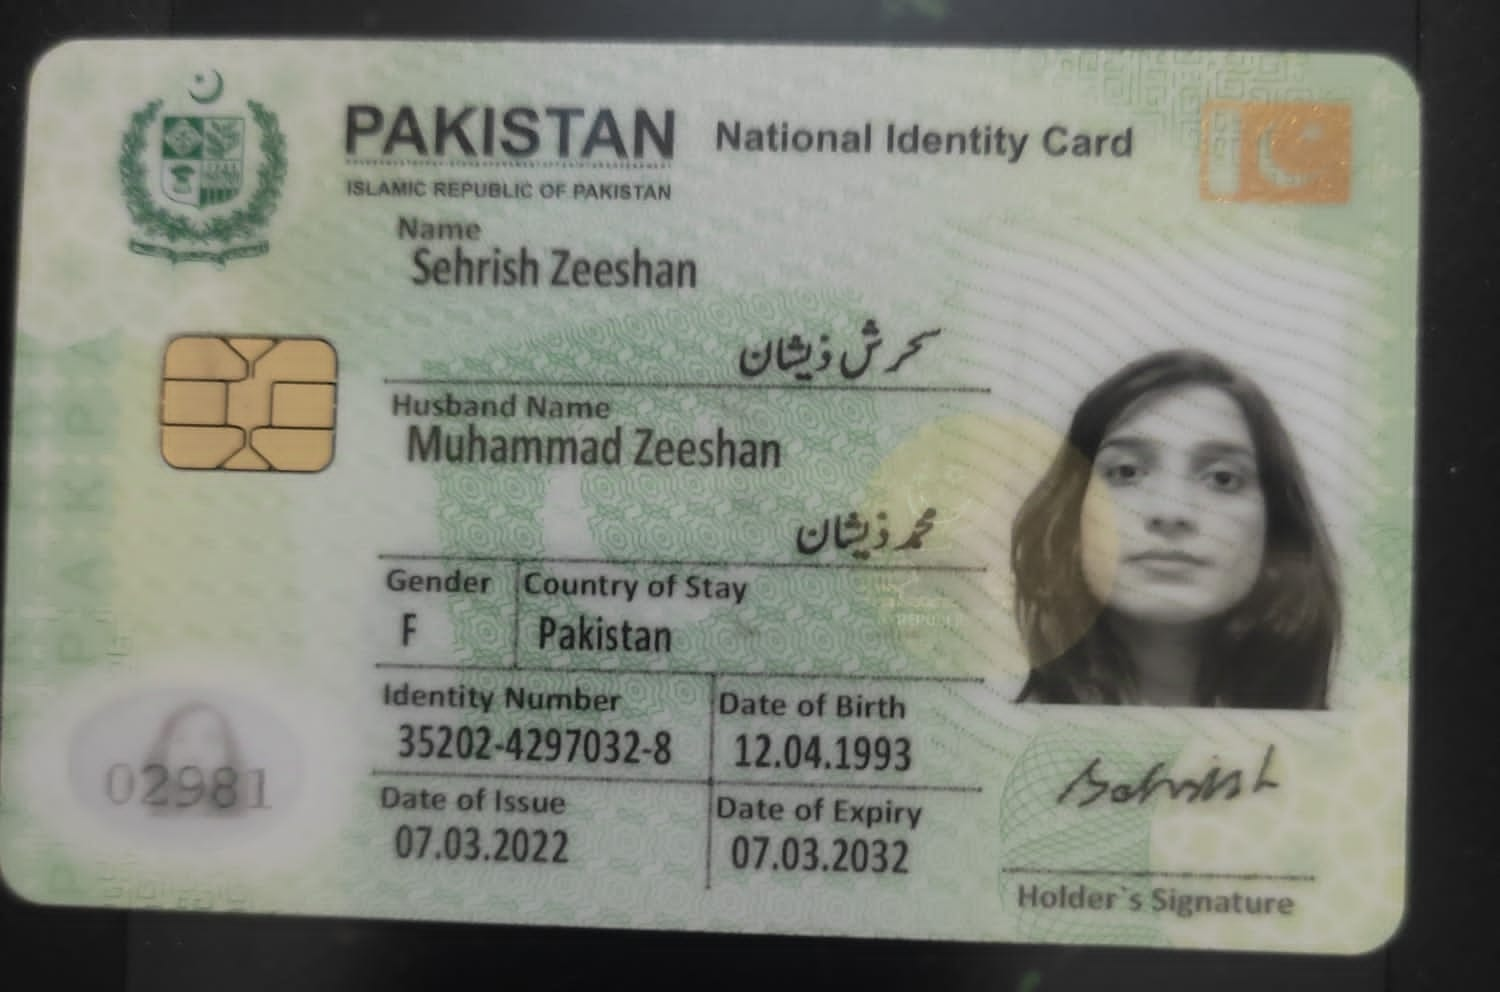 PAKISTAN National Identity Card
ISLAMIC REPUBLIC OF PAKISTAN
Name
Sehrish Zeeshan
سحرش ذیشان
Husband Name
Muhammad Zeeshan
محمد ذیشان
Gender Country of Stay
F Pakistan
Identity Number Date of Birth
35202-4297032-8 12.04.1993
Date of Issue Date of Expiry
07.03.2022 07.03.2032
02981
Sehrish
Holder`s Signature
PAKISTAN